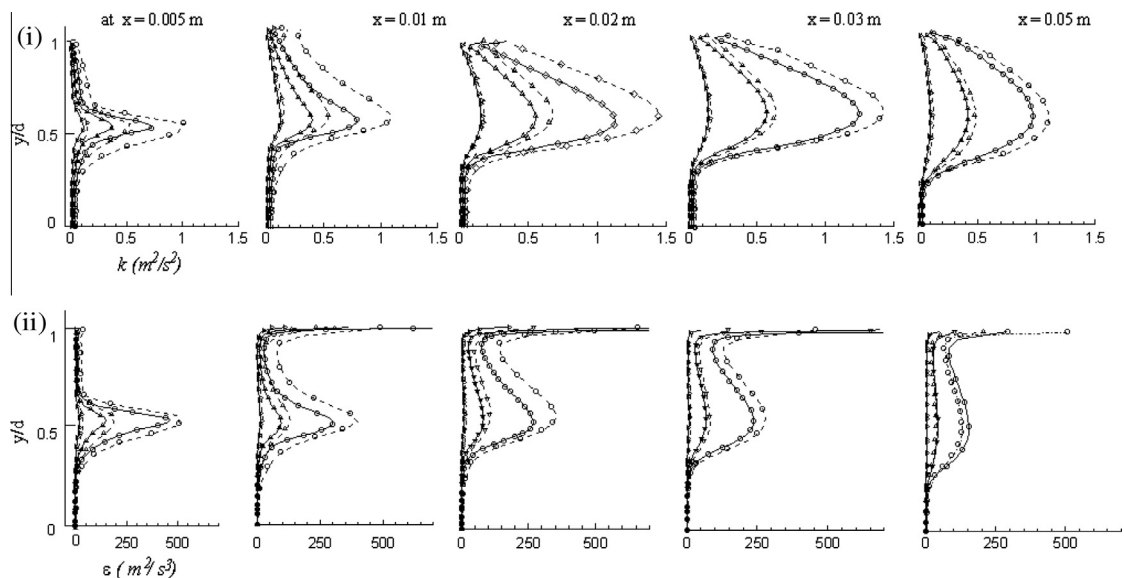 (i)
at x = 0.005 m
x = 0.01 m
x = 0.02 m
x = 0.03 m
x = 0.05 m
1
y/d
0.5
0
0 0.5 1 1.5
0 0.5 1 1.5
0 0.5 1 1.5
0 0.5 1 1.5
0 0.5 1 1.5
k (m²/s²)
(ii)
1
y/d
0.5
0
0 250 500
0 250 500
0 250 500
0 250 500
0 250 500
ε ( m²/s³)